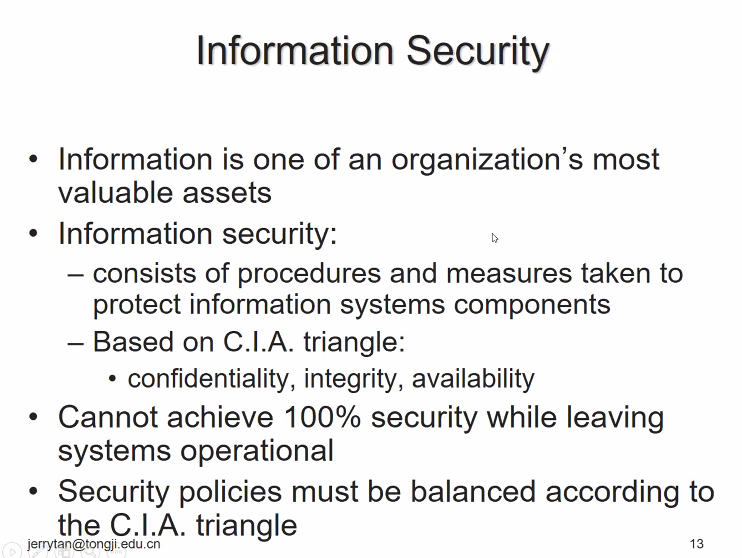 Information Security
• Information is one of an organization’s most
valuable assets
• Information security:
– consists of procedures and measures taken to
protect information systems components
– Based on C.I.A. triangle:
• confidentiality, integrity, availability
• Cannot achieve 100% security while leaving
systems operational
• Security policies must be balanced according to
the C.I.A. triangle
jerrytan@tongji.edu.cn
13